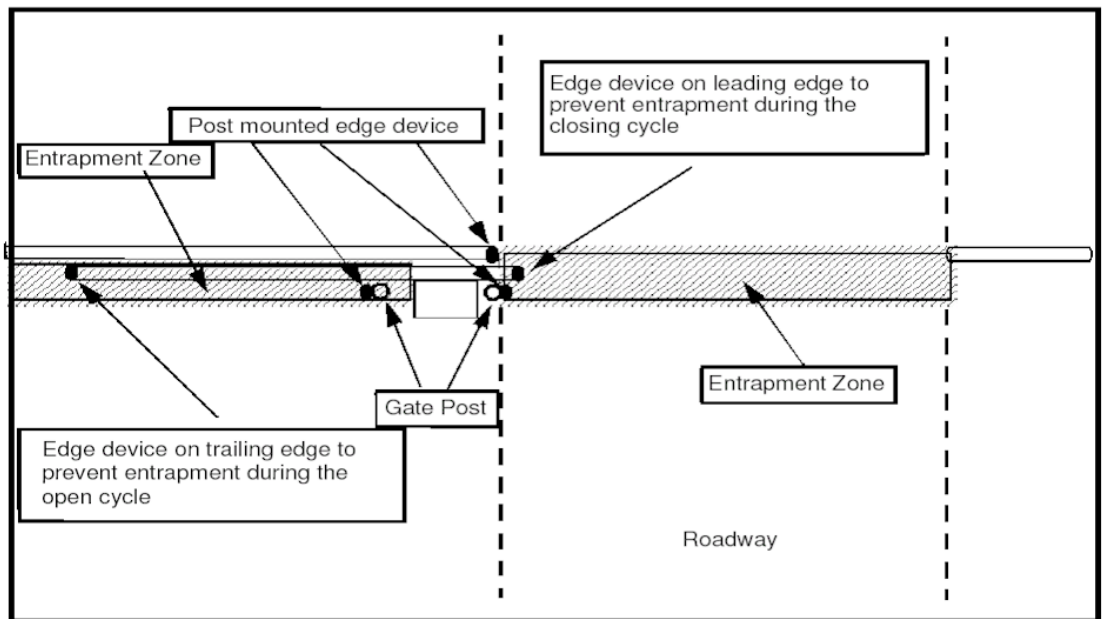 Edge device on leading edge to
prevent entrapment during the
closing cycle
Post mounted edge device
Entrapment Zone
Entrapment Zone
Gate Post
Edge device on trailing edge to
prevent entrapment during the
open cycle
Roadway